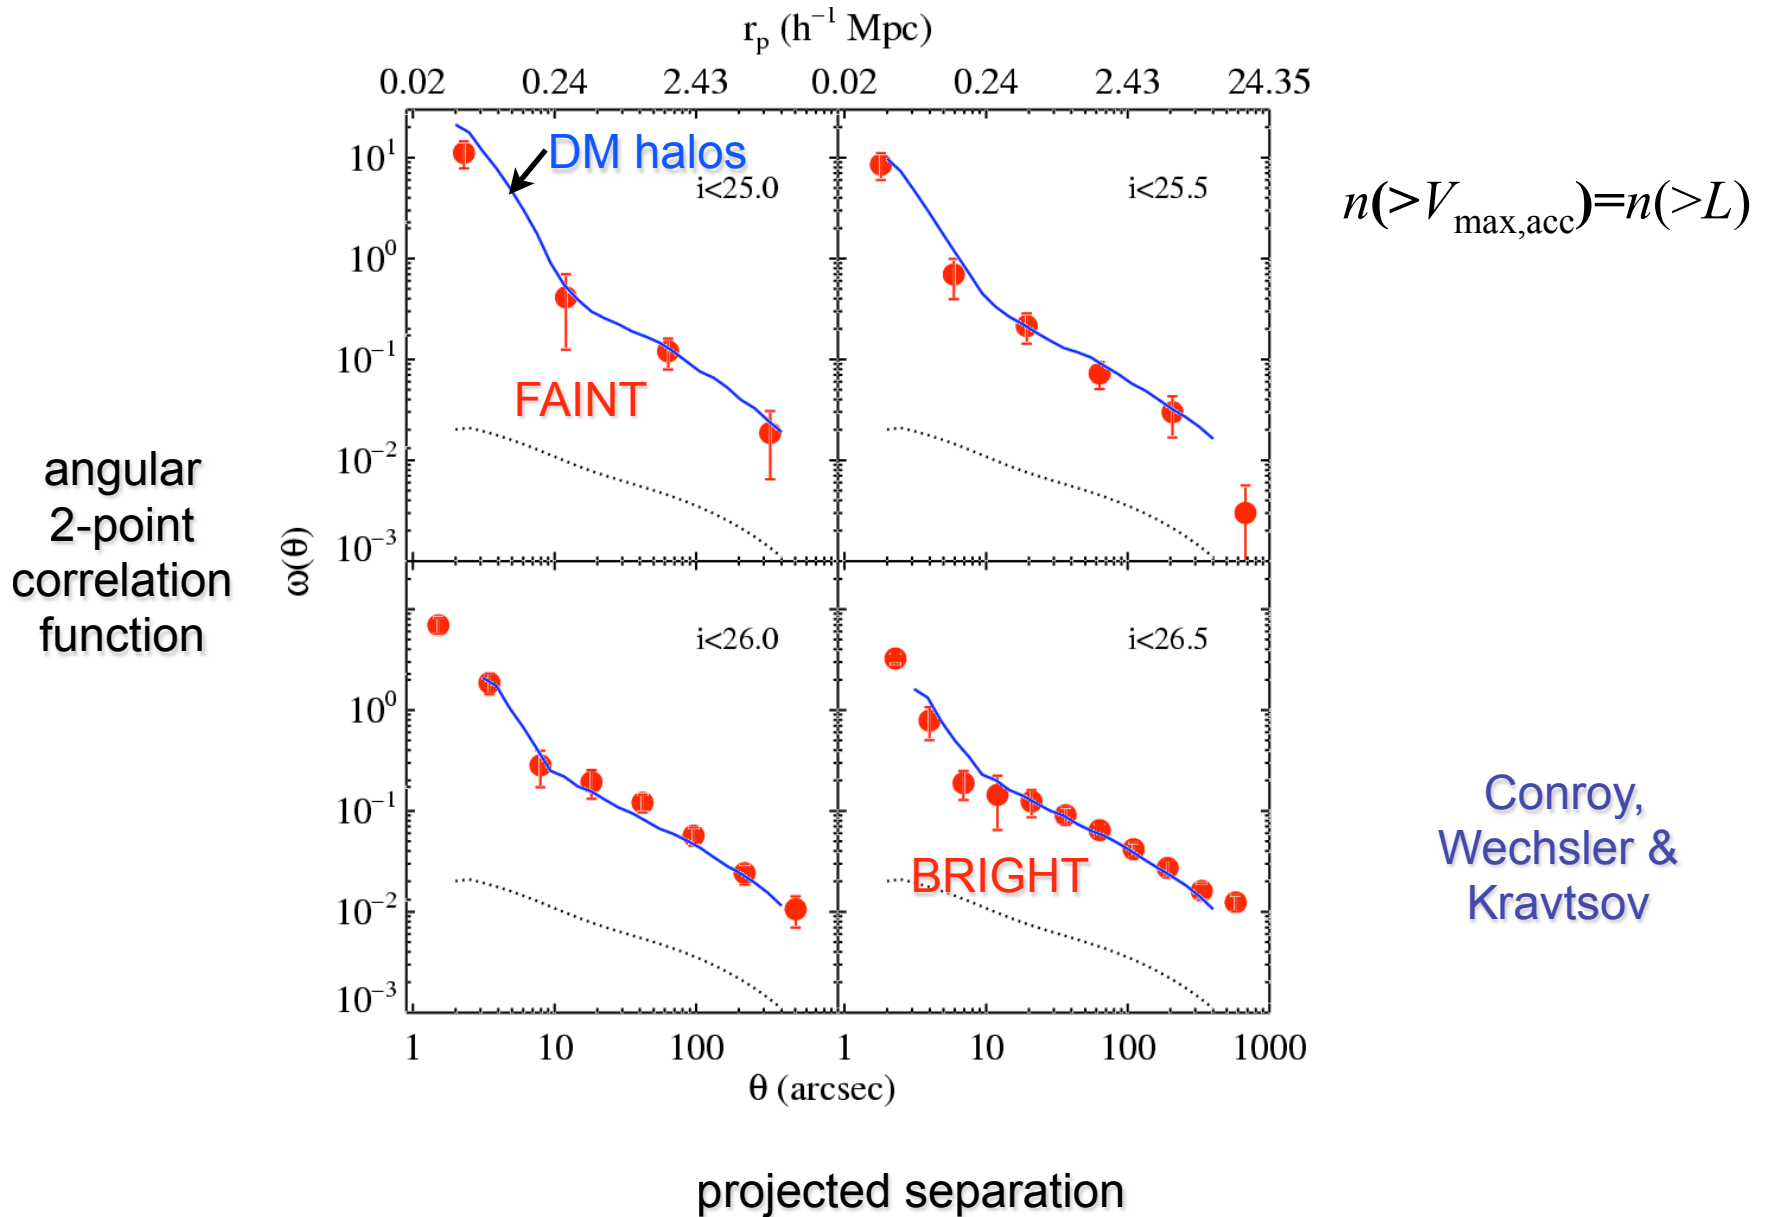 r_p (h^−1 Mpc)
0.02 0.24 2.43 0.02 0.24 2.43 24.35
10^1
10^0
10^−1
10^−2
10^−3
DM halos
i<25.0
FAINT
i<25.5
n(>V_max,acc)=n(>L)
angular
2-point
correlation
function
ω(θ)
10^0
10^−1
10^−2
10^−3
i<26.0
i<26.5
BRIGHT
Conroy,
Wechsler &
Kravtsov
1 10 100 1 10 100 1000
θ (arcsec)
projected separation